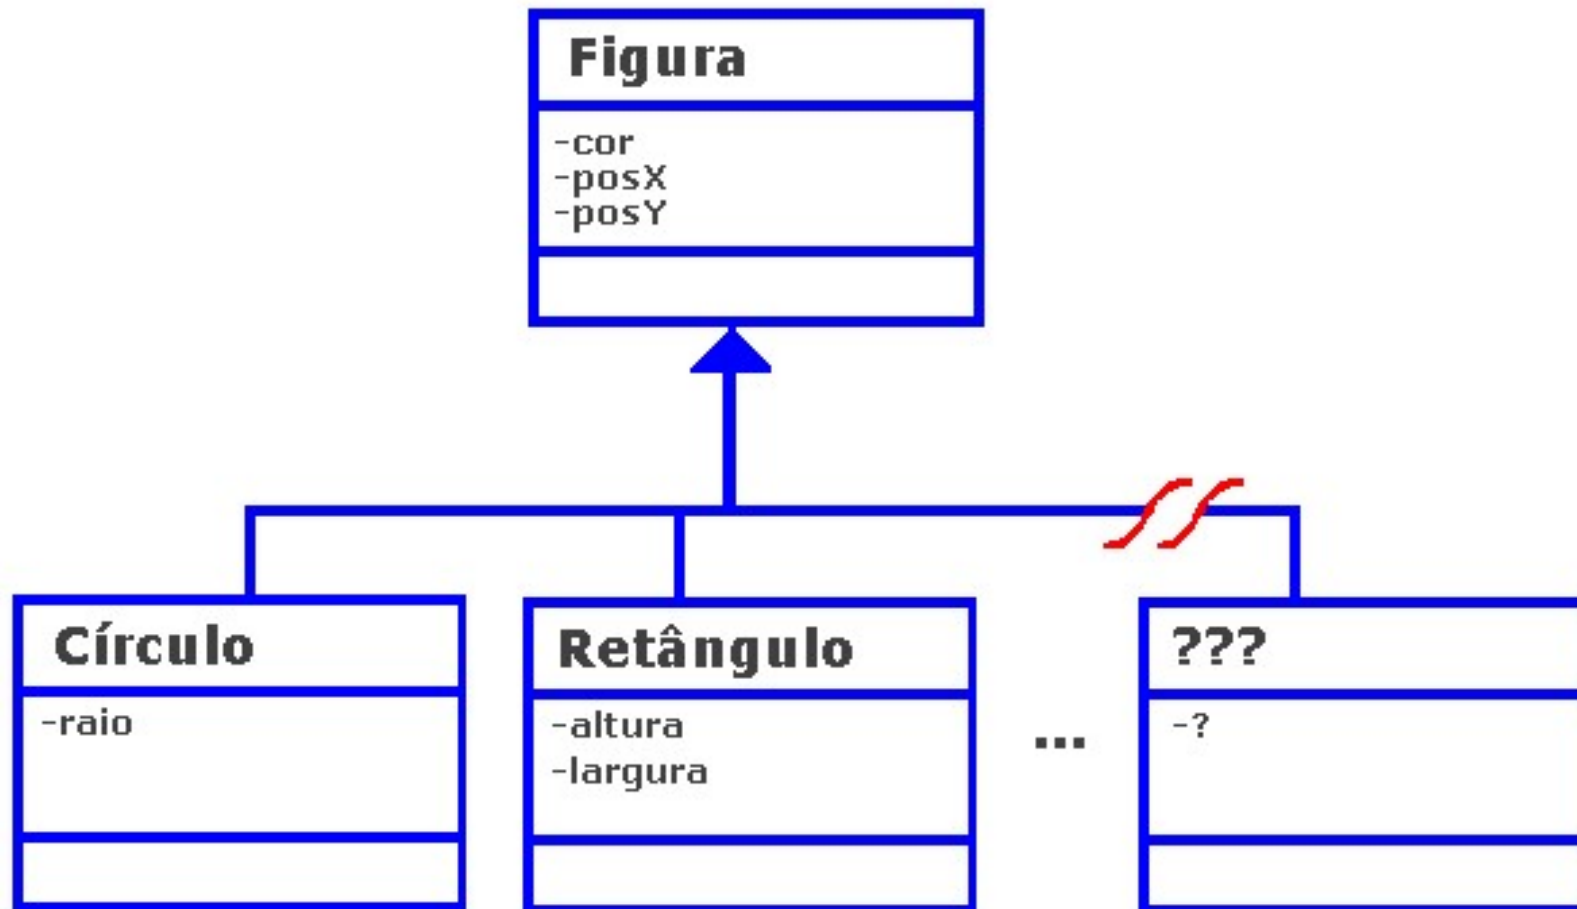 Figura
-cor
-posX
-posY
Círculo
-raio
Retângulo
-altura
-largura
...
???
-?